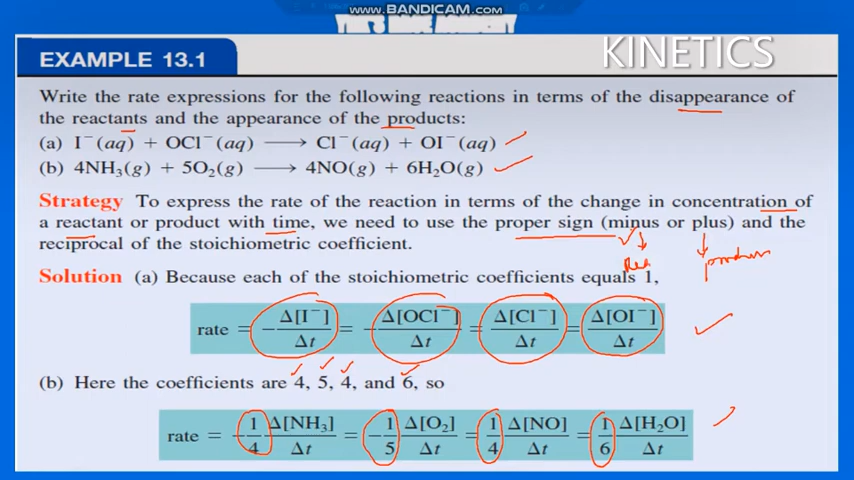 www.BANDICAM.com
KINETICS
EXAMPLE 13.1
Write the rate expressions for the following reactions in terms of the disappearance of
the reactants and the appearance of the products:
(a) I⁻(aq) + OCl⁻(aq) ⟶ Cl⁻(aq) + OI⁻(aq)
(b) 4NH₃(g) + 5O₂(g) ⟶ 4NO(g) + 6H₂O(g)
Strategy To express the rate of the reaction in terms of the change in concentration of
a reactant or product with time, we need to use the proper sign (minus or plus) and the
reciprocal of the stoichiometric coefficient.
Solution (a) Because each of the stoichiometric coefficients equals 1,
rate = −Δ[I⁻]/Δt = −Δ[OCl⁻]/Δt = Δ[Cl⁻]/Δt = Δ[OI⁻]/Δt
(b) Here the coefficients are 4, 5, 4, and 6, so
rate = −1/4 Δ[NH₃]/Δt = −1/5 Δ[O₂]/Δt = 1/4 Δ[NO]/Δt = 1/6 Δ[H₂O]/Δt